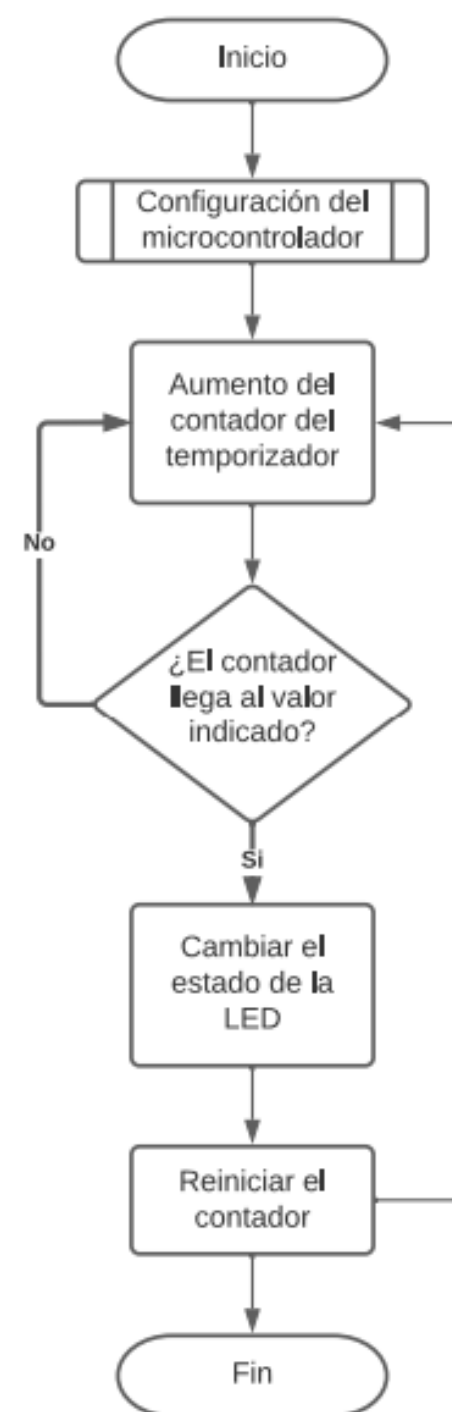 Inicio
Configuración del
microcontrolador
Aumento del
contador del
temporizador
No
¿El contador
llega al valor
indicado?
Si
Cambiar el
estado de la
LED
Reiniciar el
contador
Fin